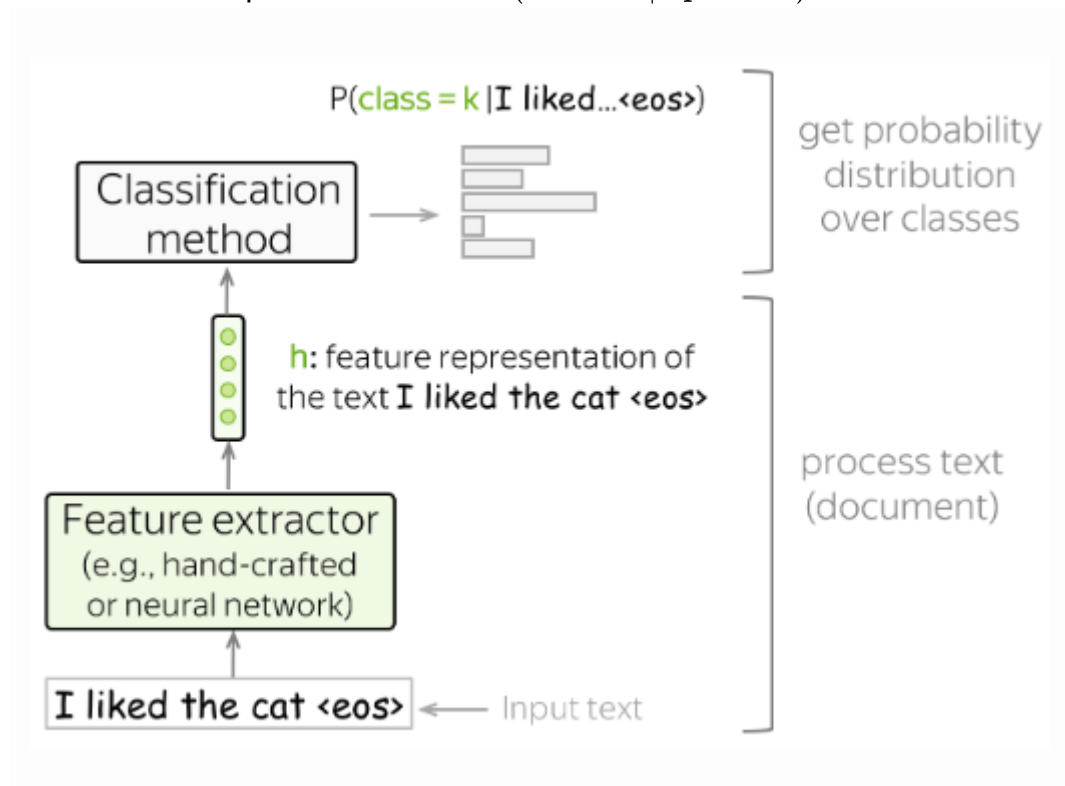 P(class = k |I liked...<eos>)
get probability
distribution
over classes
Classification
method
h: feature representation of
the text I liked the cat <eos>
process text
(document)
Feature extractor
(e.g., hand-crafted
or neural network)
I liked the cat <eos>
Input text